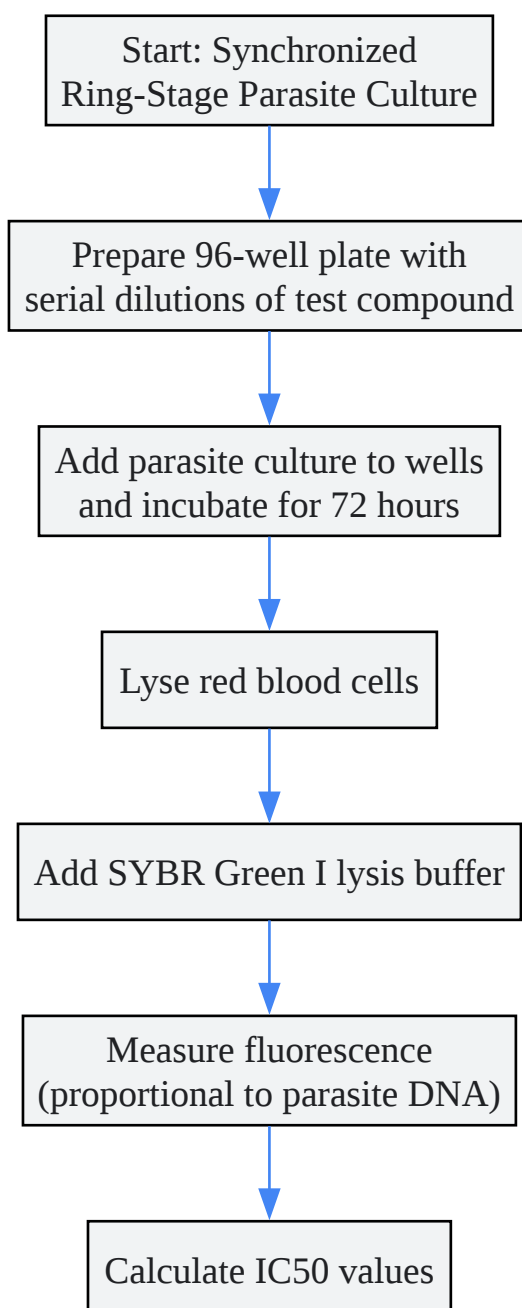 Start: Synchronized
Ring-Stage Parasite Culture
Prepare 96-well plate with
serial dilutions of test compound
Add parasite culture to wells
and incubate for 72 hours
Lyse red blood cells
Add SYBR Green I lysis buffer
Measure fluorescence
(proportional to parasite DNA)
Calculate IC50 values